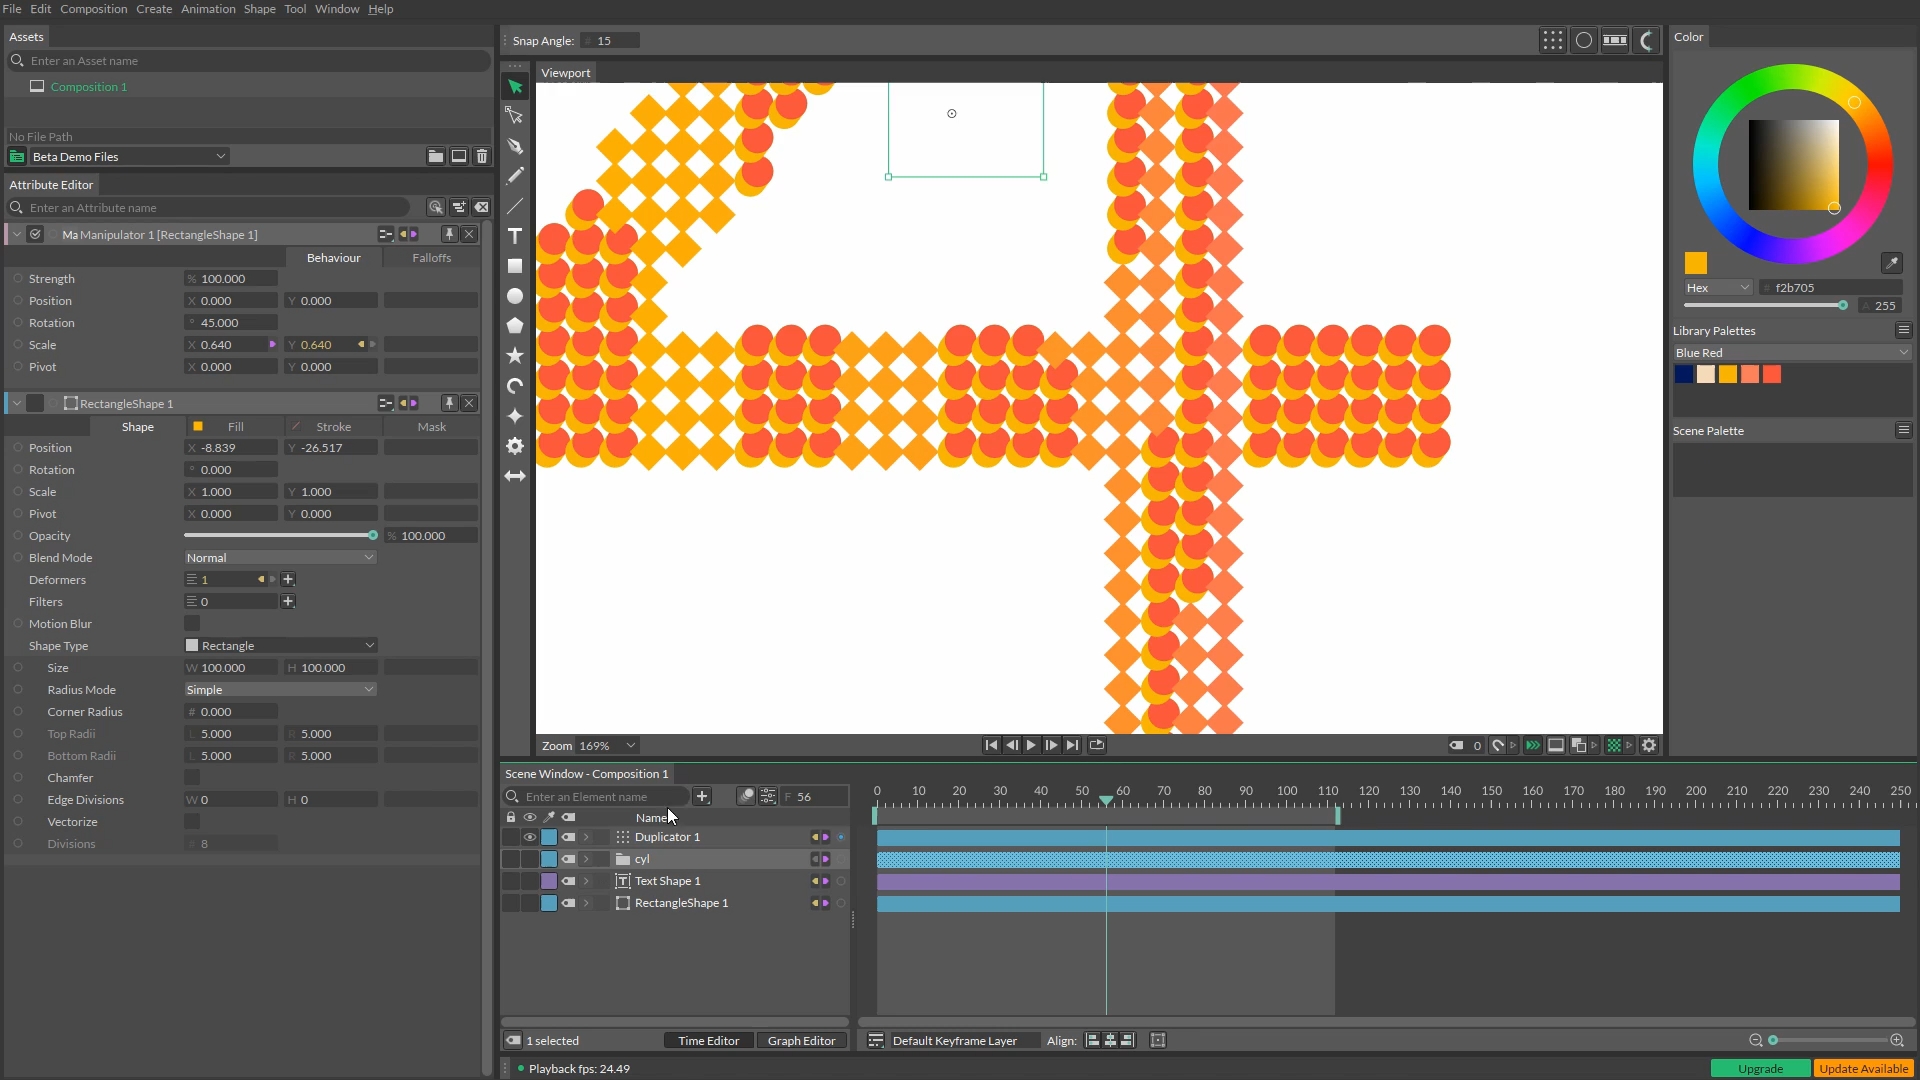 File Edit Composition Create Animation Shape Tool Window Help
Assets
Enter an Asset name
Composition 1
No File Path
Beta Demo Files
Attribute Editor
Enter an Attribute name
Ma Manipulator 1 [RectangleShape 1]
Behaviour Falloffs
Strength % 100.000
Position X 0.000 Y 0.000
Rotation ° 45.000
Scale X 0.640 Y 0.640
Pivot X 0.000 Y 0.000
RectangleShape 1
Shape Fill Stroke Mask
Position X -8.839 Y -26.517
Rotation ° 0.000
Scale X 1.000 Y 1.000
Pivot X 0.000 Y 0.000
Opacity % 100.000
Blend Mode Normal
Deformers 1
Filters 0
Motion Blur
Shape Type Rectangle
Size W 100.000 H 100.000
Radius Mode Simple
Corner Radius # 0.000
Top Radii L 5.000 R 5.000
Bottom Radii L 5.000 R 5.000
Chamfer
Edge Divisions W 0 H 0
Vectorize
Divisions # 8
Snap Angle: 15
Viewport
Zoom 169%
0
Color
Hex # f2b705
A 255
Library Palettes
Blue Red
Scene Palette
Scene Window - Composition 1
Enter an Element name F 56
Name
Duplicator 1
cyl
Text Shape 1
RectangleShape 1
0 10 20 30 40 50 60 70 80 90 100 110 120 130 140 150 160 170 180 190 200 210 220 230 240 250
1 selected Time Editor Graph Editor Default Keyframe Layer Align:
Playback fps: 24.49 Upgrade Update Available